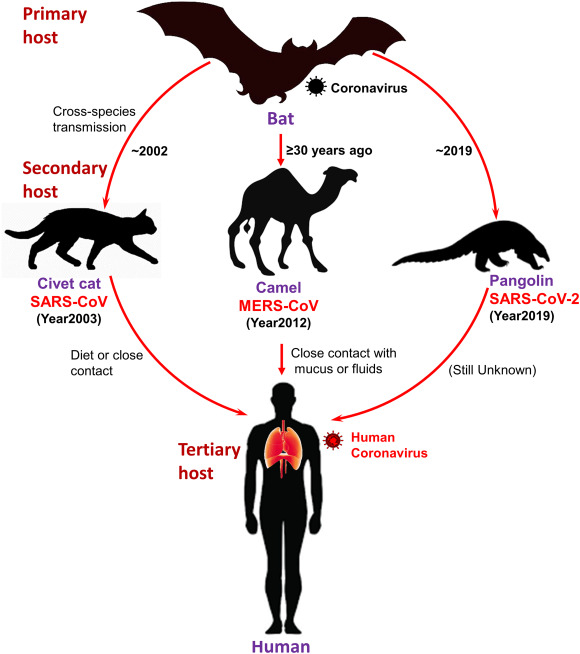 Primary
host
Coronavirus
Bat
Cross-species
transmission
~2002
≥30 years ago
~2019
Secondary
host
Civet cat
SARS-CoV
(Year2003)
Camel
MERS-CoV
(Year2012)
Pangolin
SARS-CoV-2
(Year2019)
Diet or close
contact
Close contact with
mucus or fluids
(Still Unknown)
Human
Coronavirus
Tertiary
host
Human